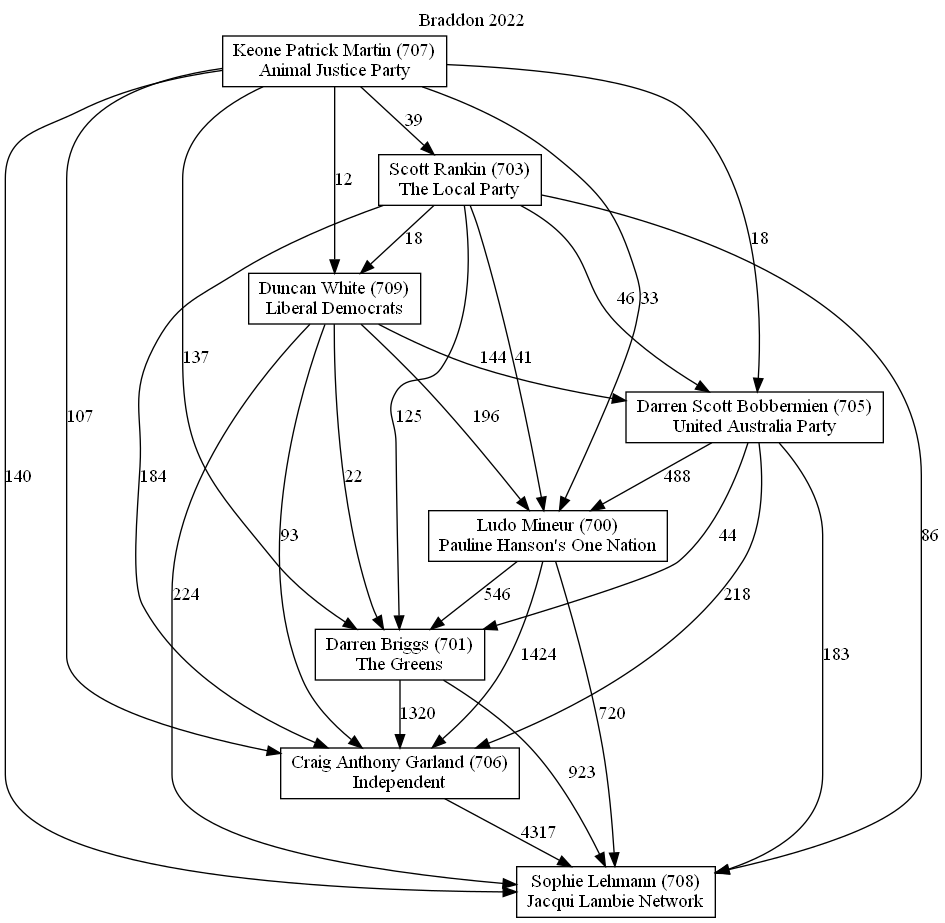 Braddon 2022
Keone Patrick Martin (707)
Animal Justice Party
39
Scott Rankin (703)
The Local Party
12
18
18
Duncan White (709)
Liberal Democrats
46
33
137
144
41
Darren Scott Bobbermien (705)
United Australia Party
107
125
196
140
184
22
488
Ludo Mineur (700)
Pauline Hanson's One Nation
93
44
86
224
546
218
Darren Briggs (701)
The Greens
1424
183
1320
720
Craig Anthony Garland (706)
Independent
923
4317
Sophie Lehmann (708)
Jacqui Lambie Network